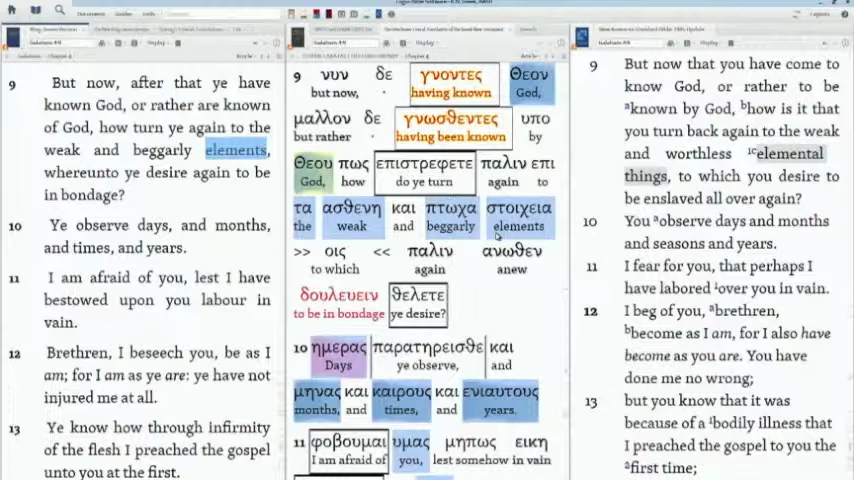 Galatians 4:9
9 But now, after that ye have
known God, or rather are known
of God, how turn ye again to the
weak and beggarly elements,
whereunto ye desire again to be
in bondage?
10 Ye observe days, and months,
and times, and years.
11 I am afraid of you, lest I have
bestowed upon you labour in
vain.
12 Brethren, I beseech you, be as I
am; for I am as ye are: ye have not
injured me at all.
13 Ye know how through infirmity
of the flesh I preached the gospel
unto you at the first.
9 νυν δε γνοντες Θεον
but now, · having known God,
μαλλον δε γνωσθεντες υπο
but rather · having been known by
Θεου πως επιστρεφετε παλιν επι
God, how do ye turn again to
τα ασθενη και πτωχα στοιχεια
the weak and beggarly elements
>> οις << παλιν ανωθεν
to which again anew
δουλευειν θελετε
to be in bondage ye desire?
10 ημερας παρατηρεισθε και
Days ye observe, and
μηνας και καιρους και ενιαυτους
months, and times, and years.
11 φοβουμαι υμας μηπως εικη
I am afraid of you, lest somehow in vain
9 But now that you have come to
know God, or rather to be
aknown by God, bhow is it that
you turn back again to the weak
and worthless 1celemental
things, to which you desire to
be enslaved all over again?
10 You aobserve days and months
and seasons and years.
11 I fear for you, that perhaps I
have labored 1over you in vain.
12 I beg of you, abrethren,
bbecome as I am, for I also have
become as you are. You have
done me no wrong;
13 but you know that it was
because of a 1bodily illness that
I preached the gospel to you the
2first time;